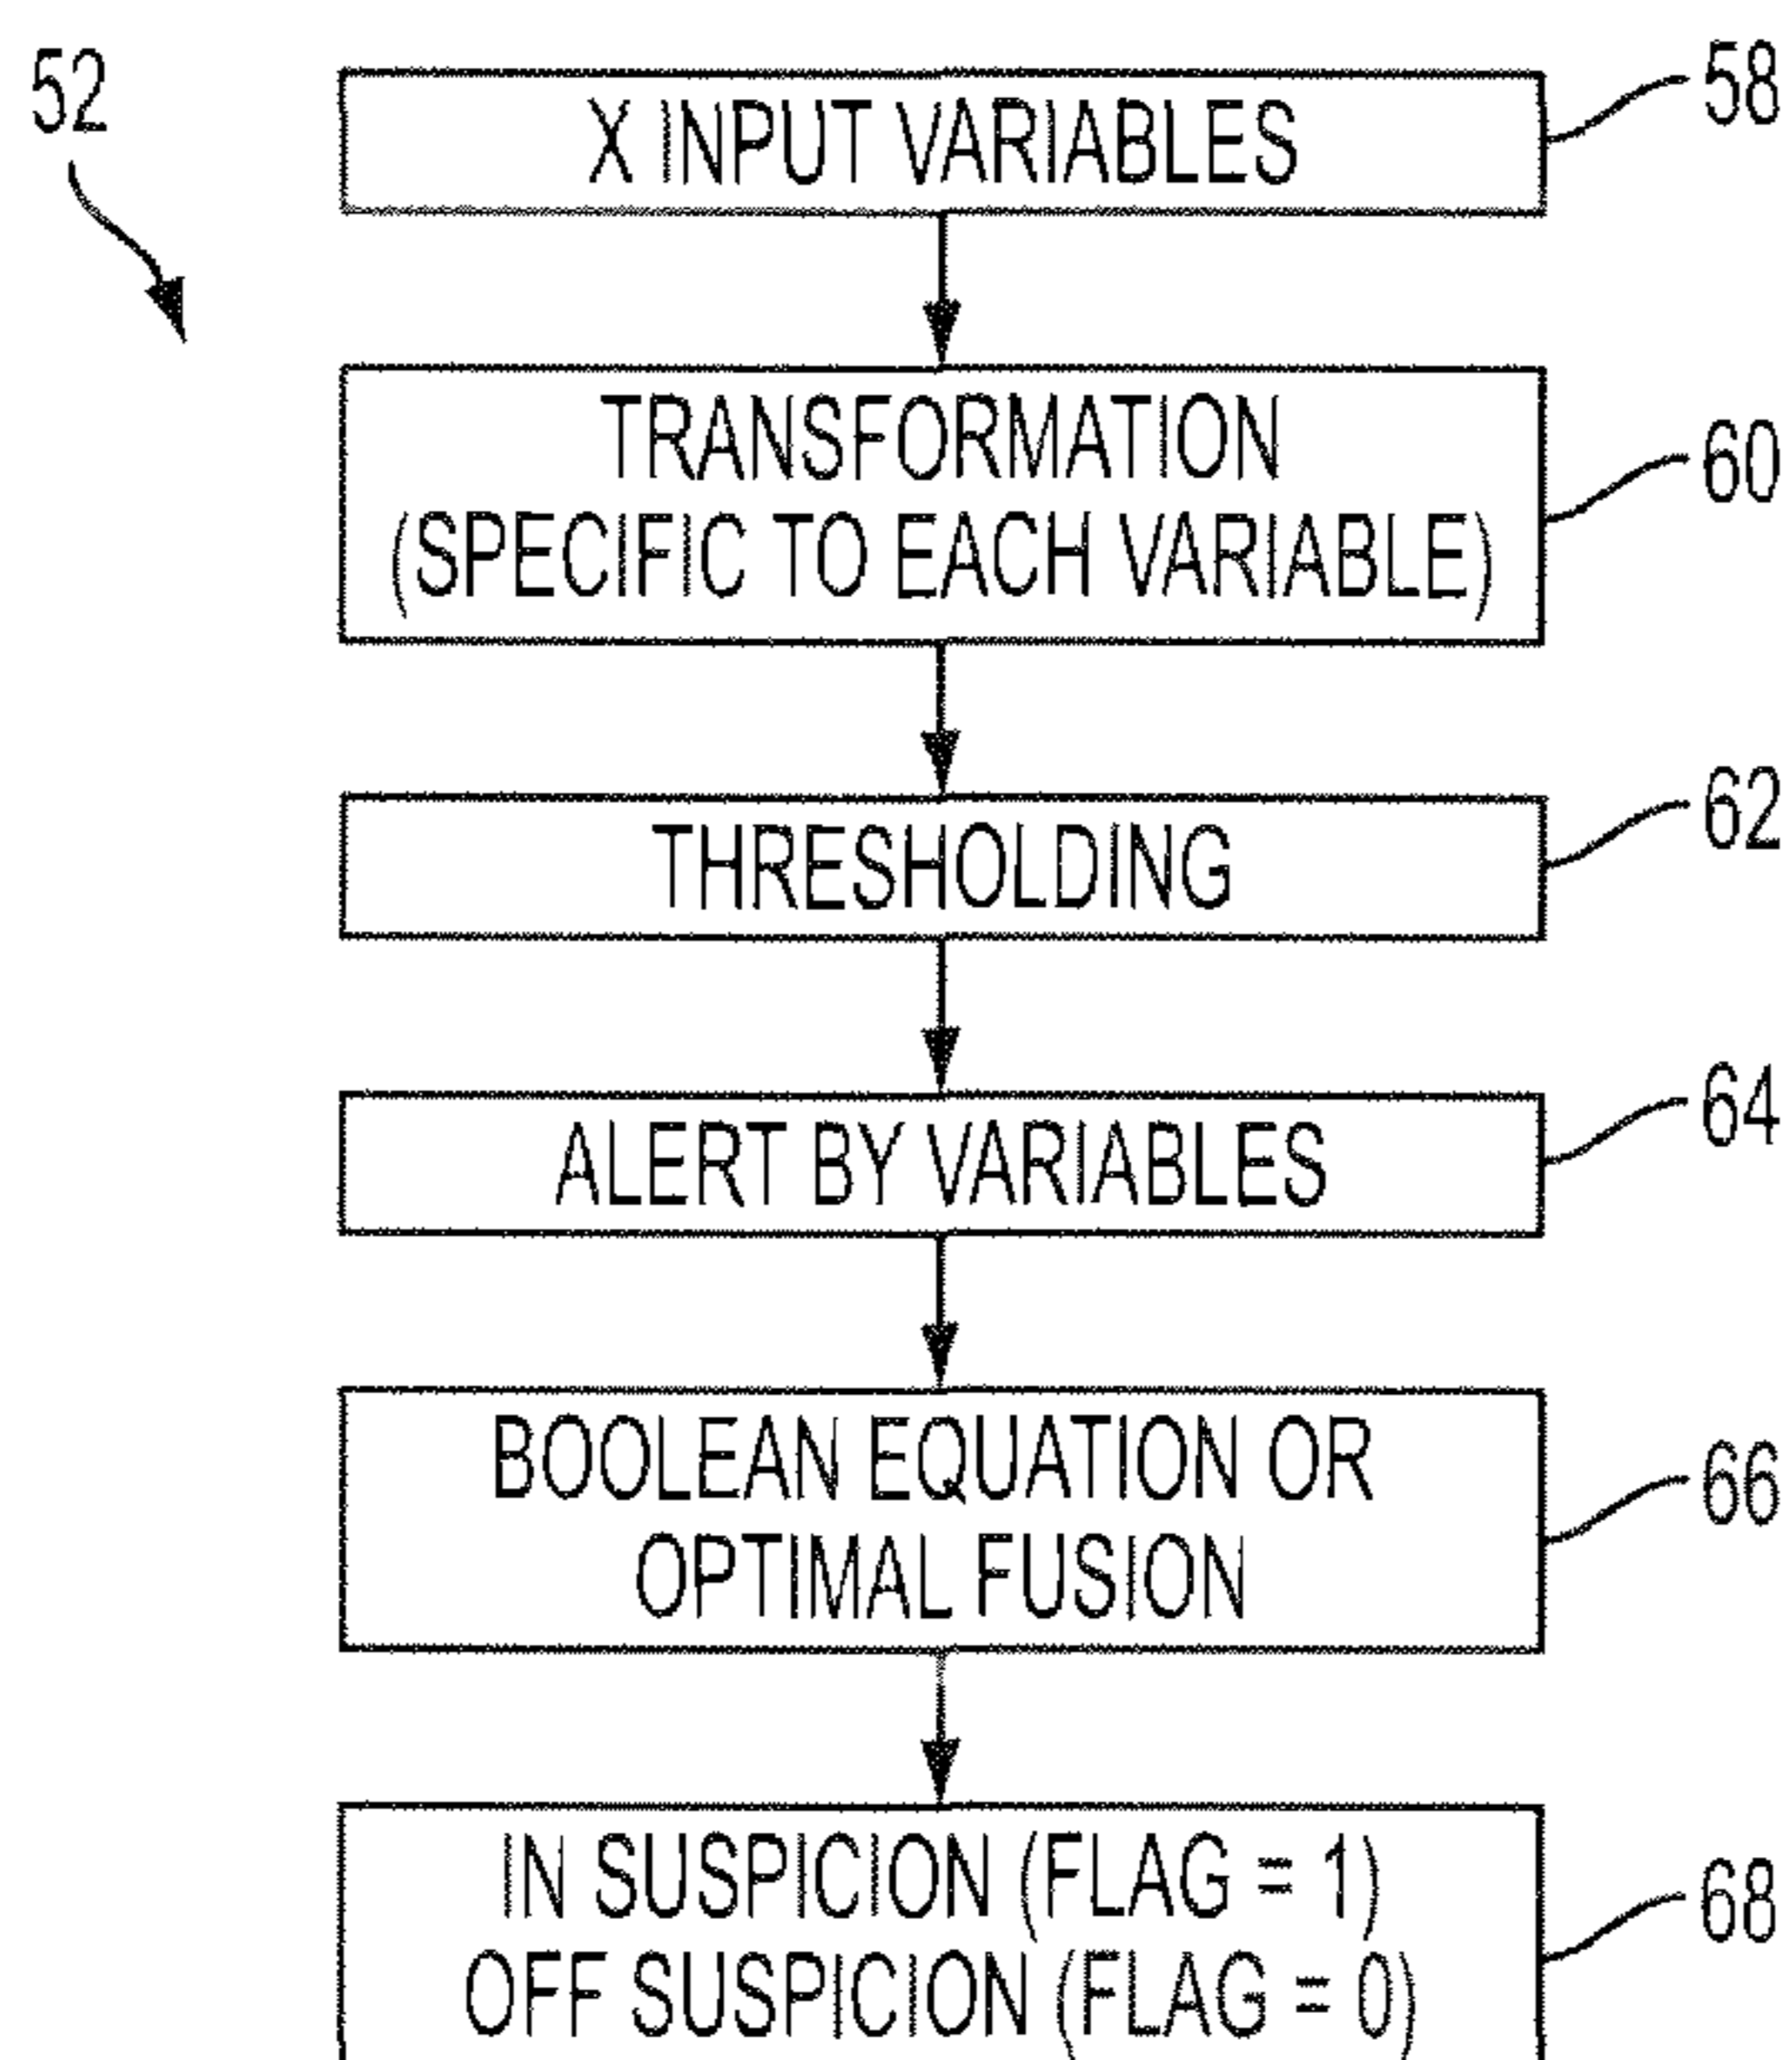 52
X INPUT VARIABLES
58
TRANSFORMATION
(SPECIFIC TO EACH VARIABLE)
60
THRESHOLDING
62
ALERT BY VARIABLES
64
BOOLEAN EQUATION OR
OPTIMAL FUSION
66
IN SUSPICION (FLAG = 1)
OFF SUSPICION (FLAG = 0)
68